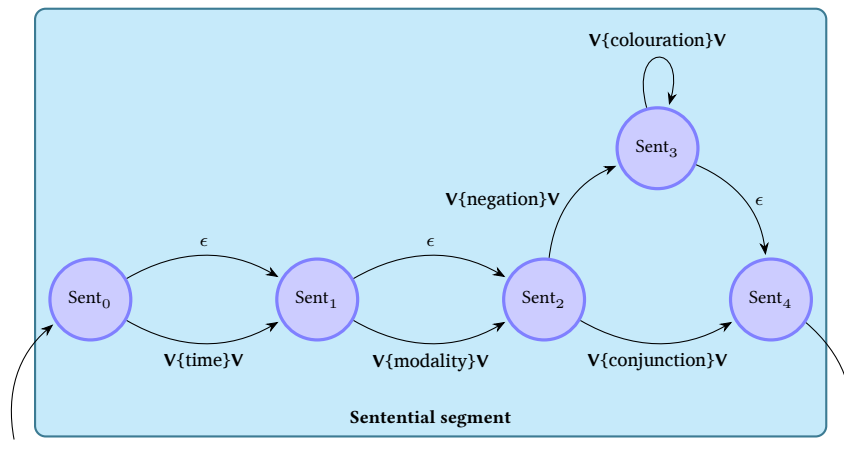 V{colouration}V
Sent₃
V{negation}V
ϵ
ϵ
ϵ
Sent₀
Sent₁
Sent₂
Sent₄
V{time}V
V{modality}V
V{conjunction}V
Sentential segment